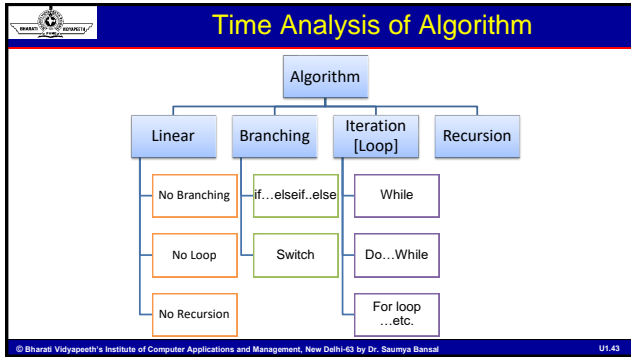 BHARATI VIDYAPEETH
Time Analysis of Algorithm
Algorithm
Linear
Branching
Iteration
[Loop]
Recursion
No Branching
No Loop
No Recursion
if…elseif..else
Switch
While
Do…While
For loop
…etc.
© Bharati Vidyapeeth's Institute of Computer Applications and Management, New Delhi-63 by Dr. Saumya Bansal
U1.43